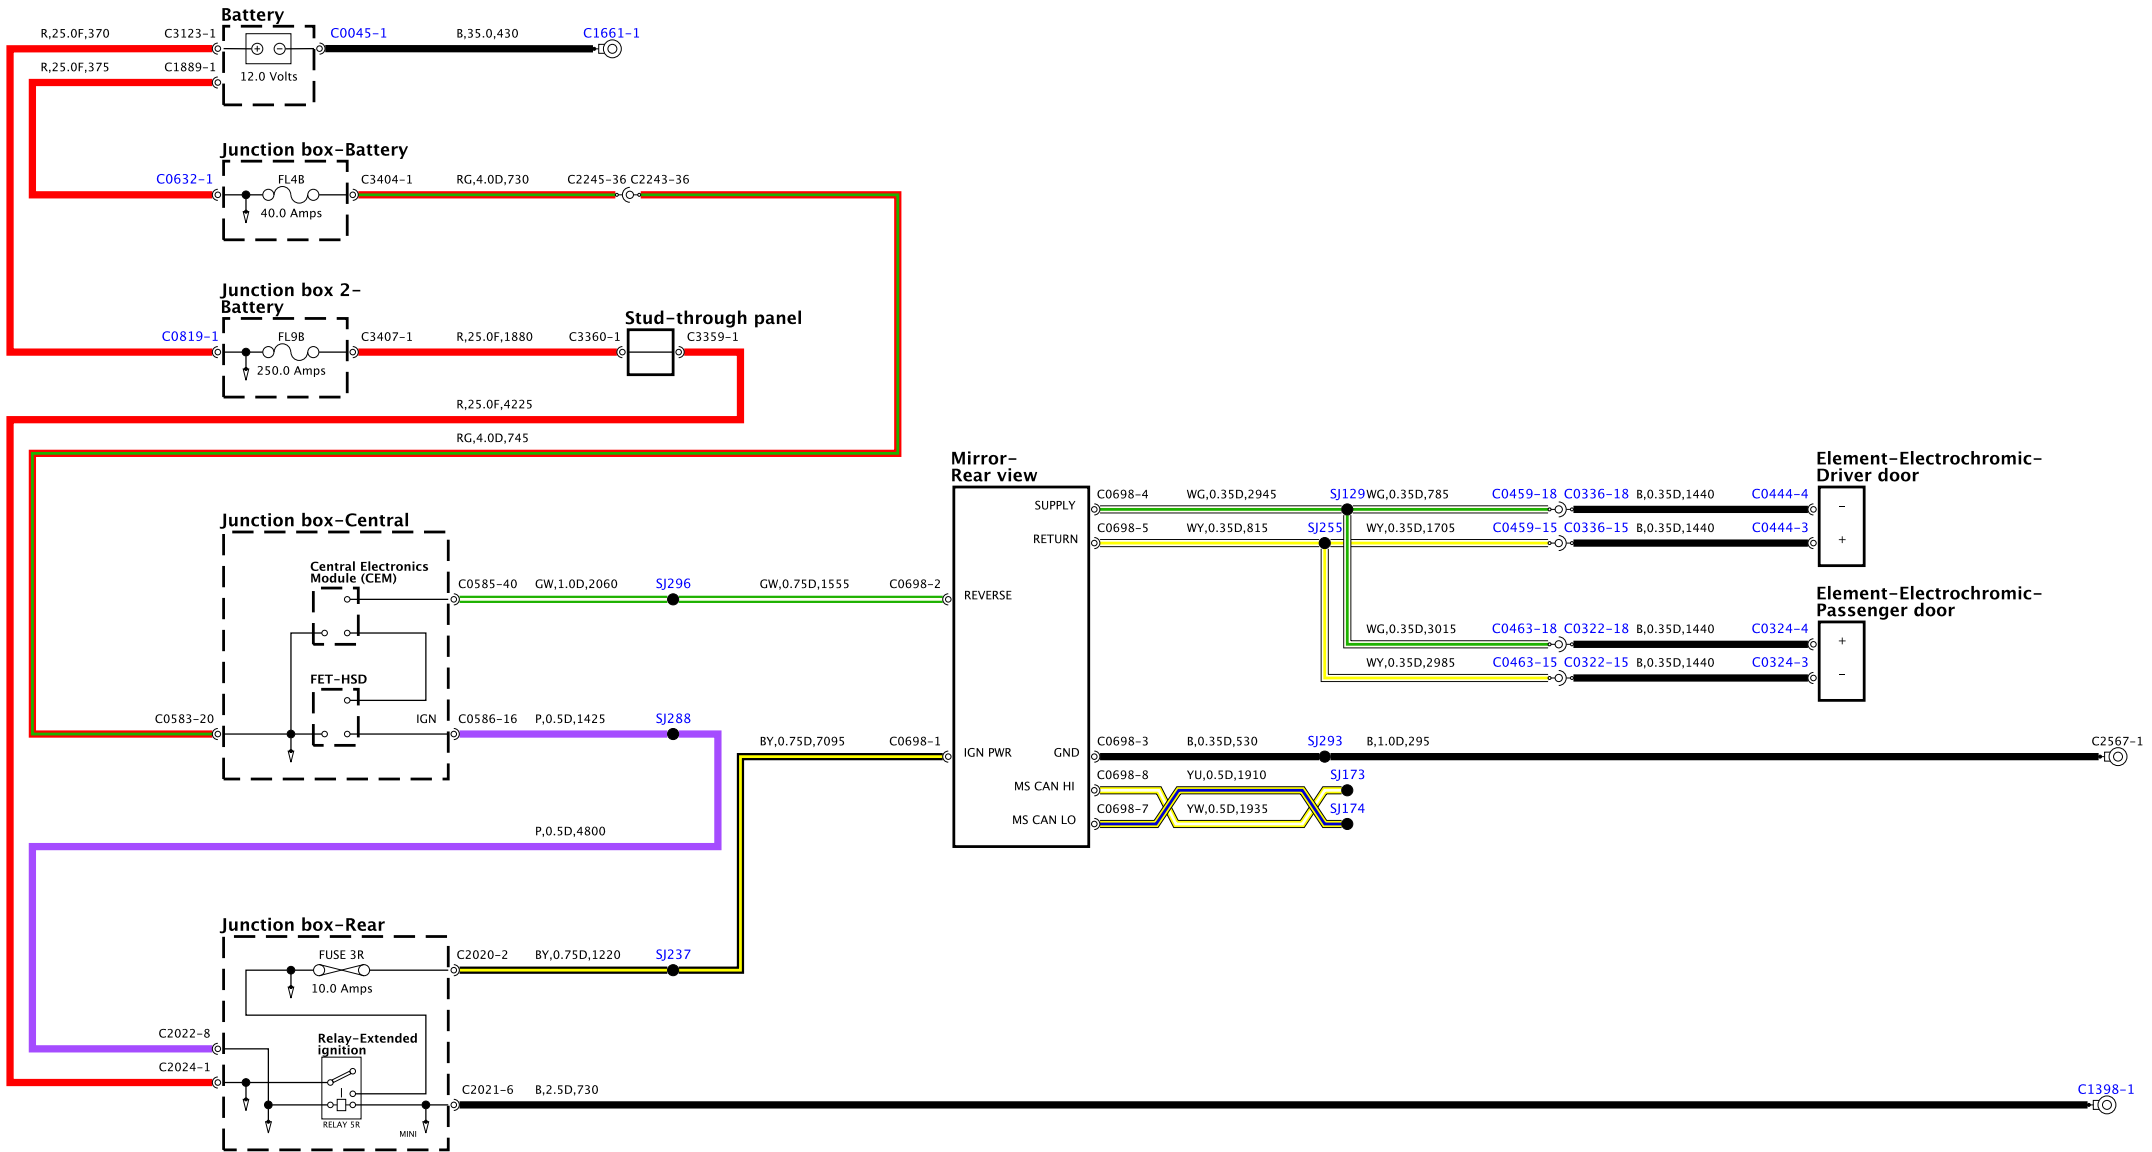 Battery
R,25.0F,370 C3123-1 C0045-1 B,35.0,430 C1661-1
R,25.0F,375 C1889-1
+ −
12.0 Volts
Junction box-Battery
C0632-1 FL4B C3404-1 RG,4.0D,730 C2245-36 C2243-36
40.0 Amps
Junction box 2-
Battery
Stud-through panel
C0819-1 FL9B C3407-1 R,25.0F,1880 C3360-1 C3359-1
250.0 Amps
R,25.0F,4225
RG,4.0D,745
Mirror-
Rear view
Element-Electrochromic-
Driver door
SUPPLY C0698-4 WG,0.35D,2945 SJ129 WG,0.35D,785 C0459-18 C0336-18 B,0.35D,1440 C0444-4 −
RETURN C0698-5 WY,0.35D,815 SJ255 WY,0.35D,1705 C0459-15 C0336-15 B,0.35D,1440 C0444-3 +
Junction box-Central
Central Electronics
Module (CEM)
C0585-40 GW,1.0D,2060 SJ296 GW,0.75D,1555 C0698-2 REVERSE
Element-Electrochromic-
Passenger door
WG,0.35D,3015 C0463-18 C0322-18 B,0.35D,1440 C0324-4 +
WY,0.35D,2985 C0463-15 C0322-15 B,0.35D,1440 C0324-3 −
FET-HSD
C0583-20 IGN C0586-16 P,0.5D,1425 SJ288
BY,0.75D,7095 C0698-1 IGN PWR GND C0698-3 B,0.35D,530 SJ293 B,1.0D,295 C2567-1
MS CAN HI C0698-8 YU,0.5D,1910 SJ173
MS CAN LO C0698-7 YW,0.5D,1935 SJ174
P,0.5D,4800
Junction box-Rear
FUSE 3R C2020-2 BY,0.75D,1220 SJ237
10.0 Amps
C2022-8
Relay-Extended
ignition
C2024-1
C2021-6 B,2.5D,730 C1398-1
RELAY 5R
MINI